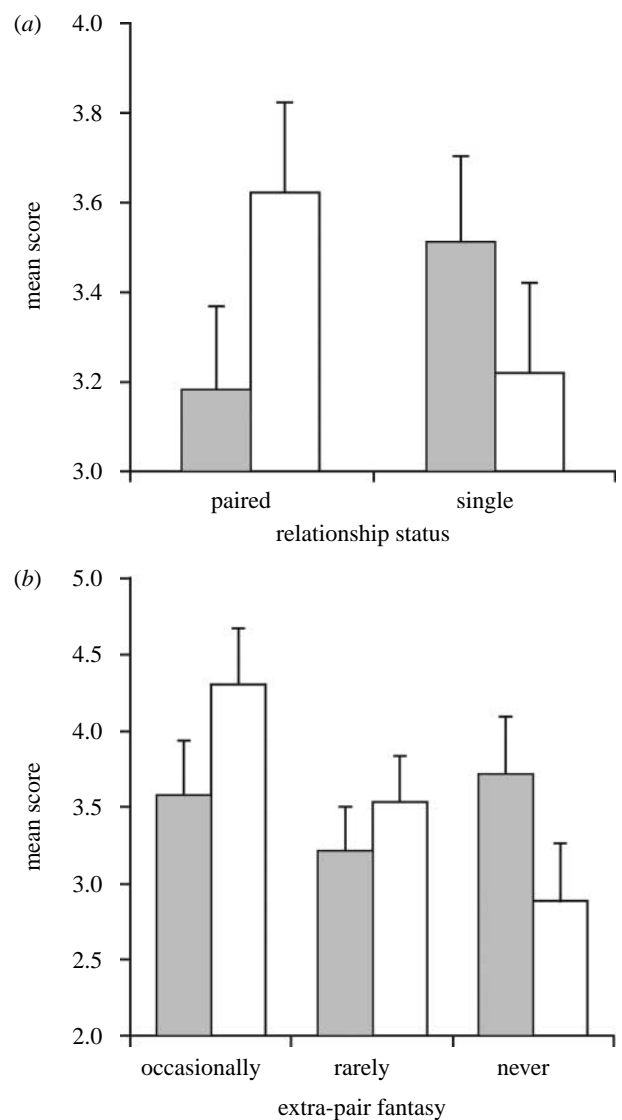 (a)
4.0
3.8
3.6
3.4
3.2
3.0
mean score
paired single
relationship status
(b)
5.0
4.5
4.0
3.5
3.0
2.5
2.0
mean score
occasionally rarely never
extra-pair fantasy